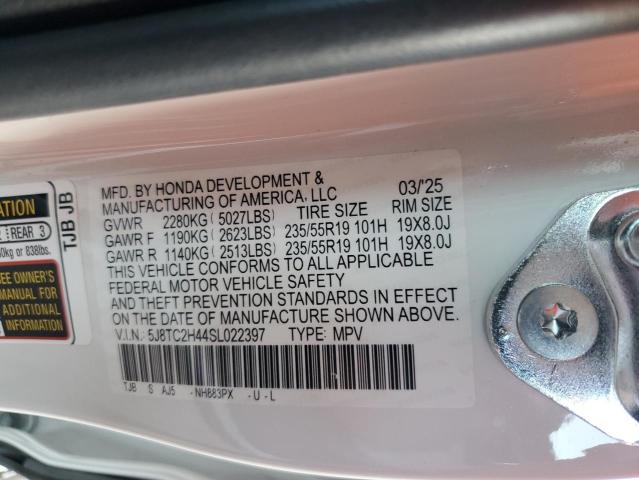 MFD. BY HONDA DEVELOPMENT &
MANUFACTURING OF AMERICA, LLC 03/'25
GVWR 2280KG (5027LBS) TIRE SIZE RIM SIZE
GAWR F 1190KG (2623LBS) 235/55R19 101H 19X8.0J
GAWR R 1140KG (2513LBS) 235/55R19 101H 19X8.0J
THIS VEHICLE CONFORMS TO ALL APPLICABLE
FEDERAL MOTOR VEHICLE SAFETY
AND THEFT PREVENTION STANDARDS IN EFFECT
ON THE DATE OF MANUFACTURE SHOWN ABOVE.
V.I.N.: 5J8TC2H44SL022397 TYPE: MPV
TJB S AJ5 - NH883PX - U - L
REAR 3
or 838lbs.
SEE OWNER'S
MANUAL FOR
ADDITIONAL
TJB JB